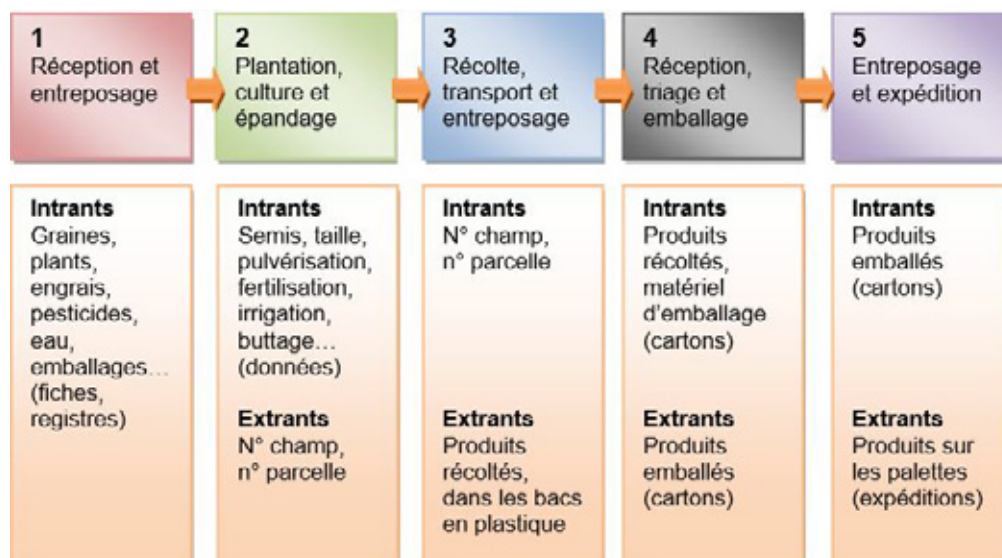 1
Réception et
entreposage
2
Plantation,
culture et
épandage
3
Récolte,
transport et
entreposage
4
Réception,
triage et
emballage
5
Entreposage
et expédition
Intrants
Graines,
plants,
engrais,
pesticides,
eau,
emballages...
(fiches,
registres)
Intrants
Semis, taille,
pulvérisation,
fertilisation,
irrigation,
buttage...
(données)
Extrants
N° champ,
n° parcelle
Intrants
N° champ,
n° parcelle
Extrants
Produits
récoltés,
dans les bacs
en plastique
Intrants
Produits
récoltés,
matériel
d'emballage
(cartons)
Extrants
Produits
emballés
(cartons)
Intrants
Produits
emballés
(cartons)
Extrants
Produits sur
les palettes
(expéditions)